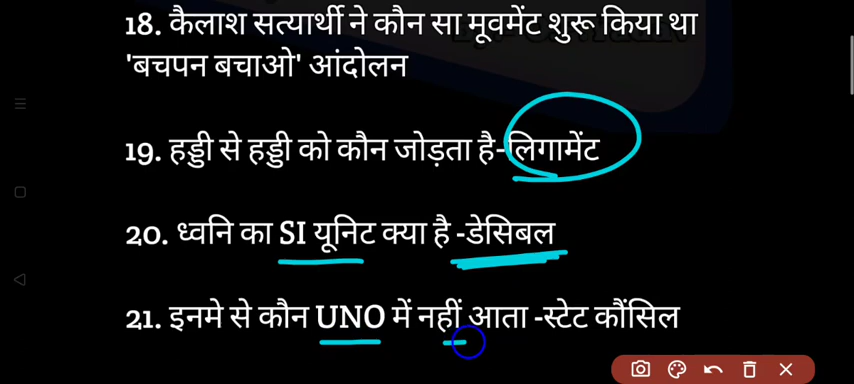 18. कैलाश सत्यार्थी ने कौन सा मूवमेंट शुरू किया था
'बचपन बचाओ' आंदोलन
19. हड्डी से हड्डी को कौन जोड़ता है-लिगामेंट
20. ध्वनि का SI यूनिट क्या है -डेसिबल
21. इनमे से कौन UNO में नहीं आता -स्टेट कौंसिल